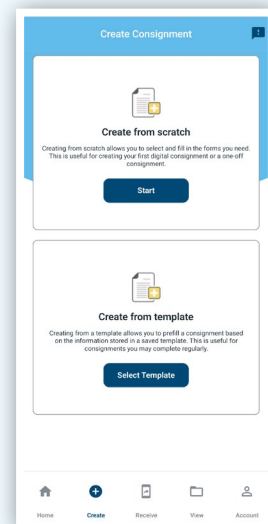 Create Consignment
Create from scratch
Creating from scratch allows you to select and fill in the forms you need.
This is useful for creating your first digital consignment or a one-off
consignment.
Start
Create from template
Creating from a template allows you to prefill a consignment based
on the information stored in a saved template. This is useful for
consignments you may complete regularly.
Select Template
Home Create Receive View Account